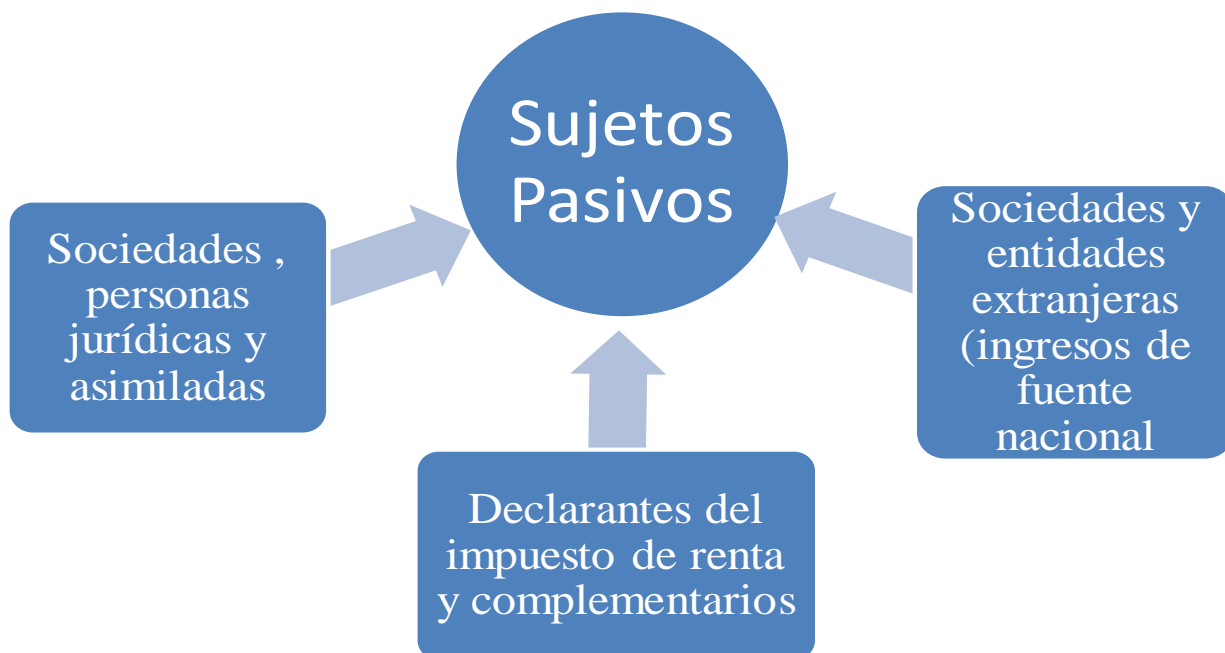 Sujetos
Pasivos
Sociedades ,
personas
jurídicas y
asimiladas
Declarantes del
impuesto de renta
y complementarios
Sociedades y
entidades
extranjeras
(ingresos de
fuente
nacional